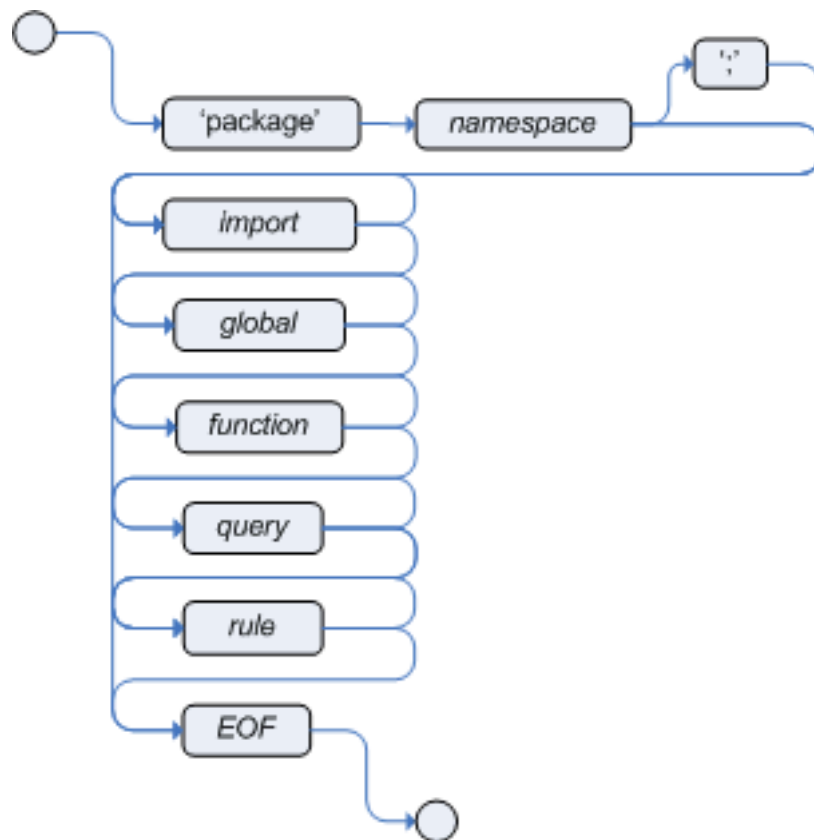 ‘;’
‘package’ namespace
import
global
function
query
rule
EOF